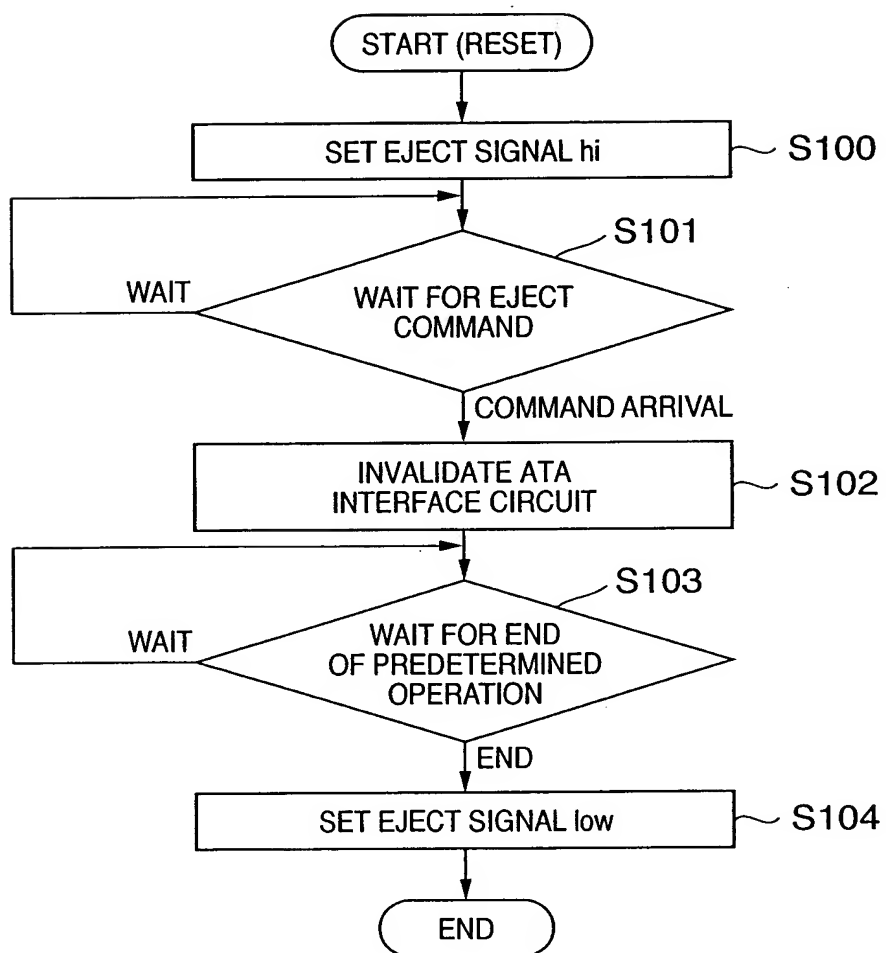 START (RESET)
SET EJECT SIGNAL hi
S100
S101
WAIT
WAIT FOR EJECT
COMMAND
COMMAND ARRIVAL
INVALIDATE ATA
INTERFACE CIRCUIT
S102
S103
WAIT
WAIT FOR END
OF PREDETERMINED
OPERATION
END
SET EJECT SIGNAL low
S104
END